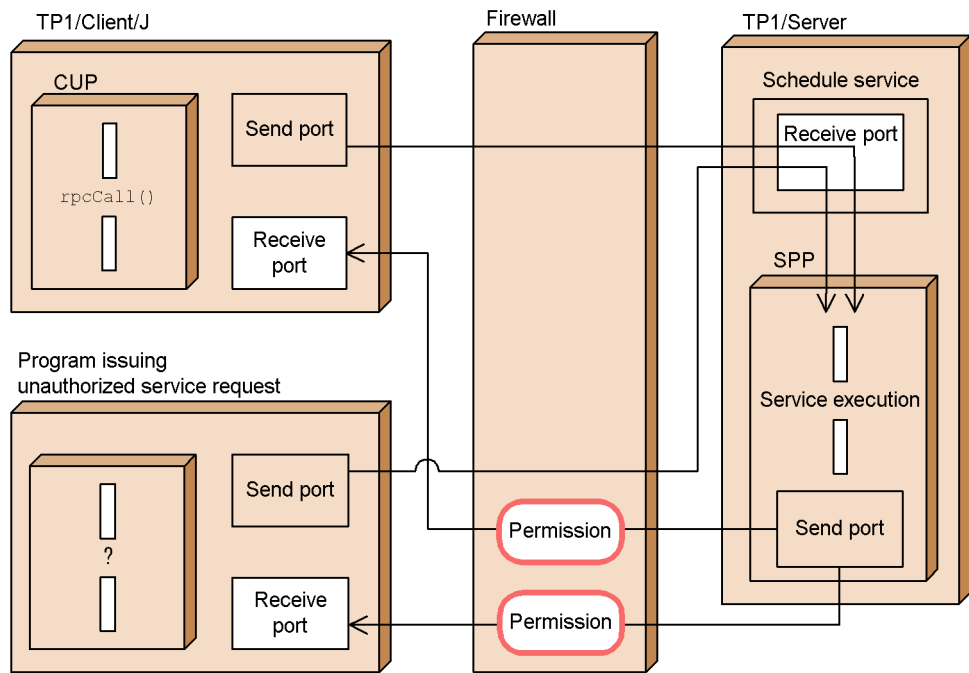 TP1/Client/J
CUP
rpcCall()
Send port
Receive
port
Program issuing
unauthorized service request
?
Send port
Receive
port
Firewall
Permission
Permission
TP1/Server
Schedule service
Receive port
SPP
Service execution
Send port